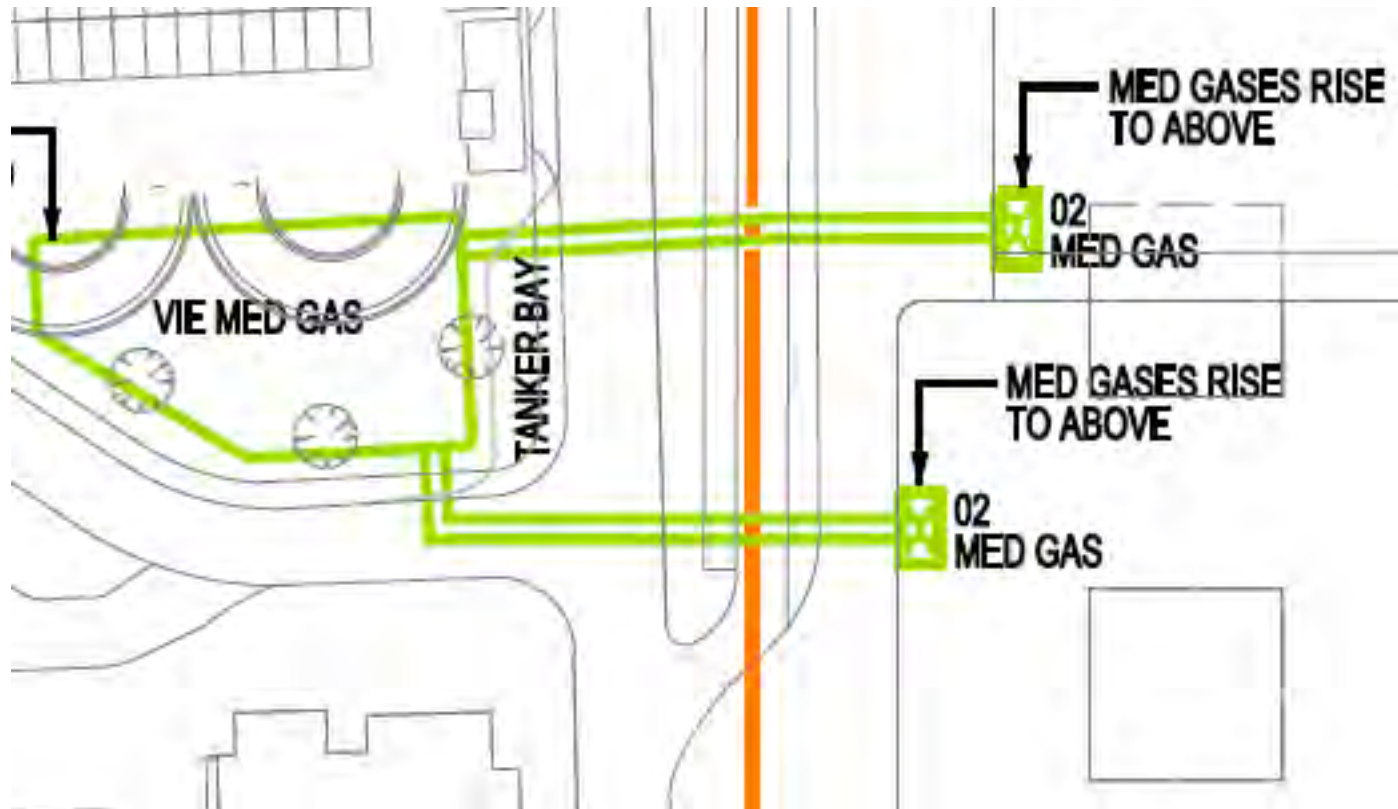 MED GASES RISE
TO ABOVE
02
MED GAS
VIE MED GAS
TANKER BAY
MED GASES RISE
TO ABOVE
02
MED GAS